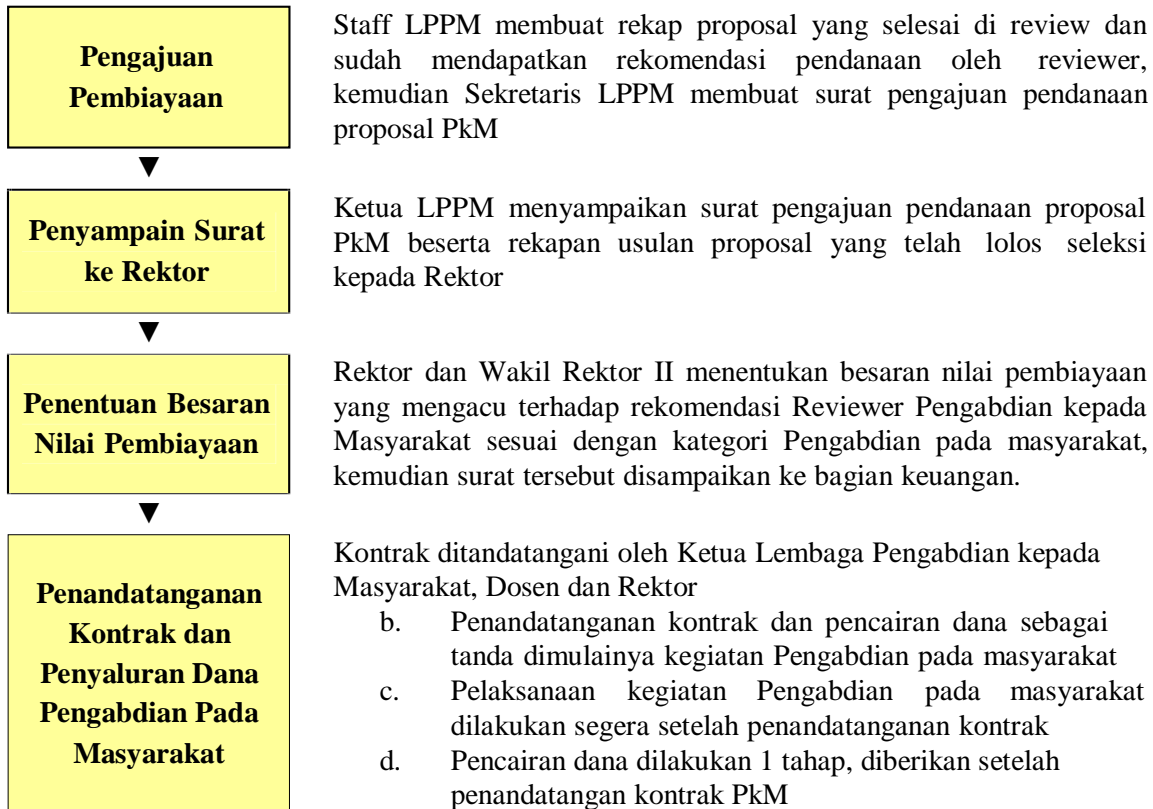 Pengajuan
Pembiayaan
Staff LPPM membuat rekap proposal yang selesai di review dan
sudah mendapatkan rekomendasi pendanaan oleh reviewer,
kemudian Sekretaris LPPM membuat surat pengajuan pendanaan
proposal PkM
Penyampain Surat
ke Rektor
Ketua LPPM menyampaikan surat pengajuan pendanaan proposal
PkM beserta rekapan usulan proposal yang telah lolos seleksi
kepada Rektor
Penentuan Besaran
Nilai Pembiayaan
Rektor dan Wakil Rektor II menentukan besaran nilai pembiayaan
yang mengacu terhadap rekomendasi Reviewer Pengabdian kepada
Masyarakat sesuai dengan kategori Pengabdian pada masyarakat,
kemudian surat tersebut disampaikan ke bagian keuangan.
Penandatanganan
Kontrak dan
Penyaluran Dana
Pengabdian Pada
Masyarakat
Kontrak ditandatangani oleh Ketua Lembaga Pengabdian kepada
Masyarakat, Dosen dan Rektor
b. Penandatanganan kontrak dan pencairan dana sebagai
tanda dimulainya kegiatan Pengabdian pada masyarakat
c. Pelaksanaan kegiatan Pengabdian pada masyarakat
dilakukan segera setelah penandatanganan kontrak
d. Pencairan dana dilakukan 1 tahap, diberikan setelah
penandatangan kontrak PkM